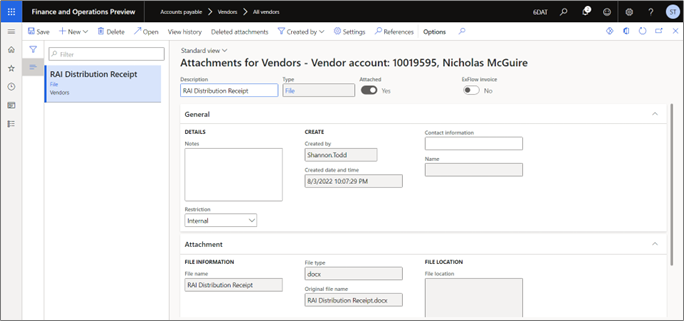 Finance and Operations Preview
Accounts payable > Vendors > All vendors
6DAT
ST
Save
New
Delete
Open
View history
Deleted attachments
Created by
Settings
References
Options
Filter
RAI Distribution Receipt
File
Vendors
Standard view
Attachments for Vendors - Vendor account: 10019595, Nicholas McGuire
Description
RAI Distribution Receipt
Type
File
Attached
Yes
ExFlow Invoice
No
General
DETAILS
Notes
Restriction
Internal
CREATE
Created by
Shannon.Todd
Created date and time
8/3/2022 10:07:29 PM
Contact information
Name
Attachment
FILE INFORMATION
File name
RAI Distribution Receipt
File type
docx
Original file name
RAI Distribution Receipt.docx
FILE LOCATION
File location